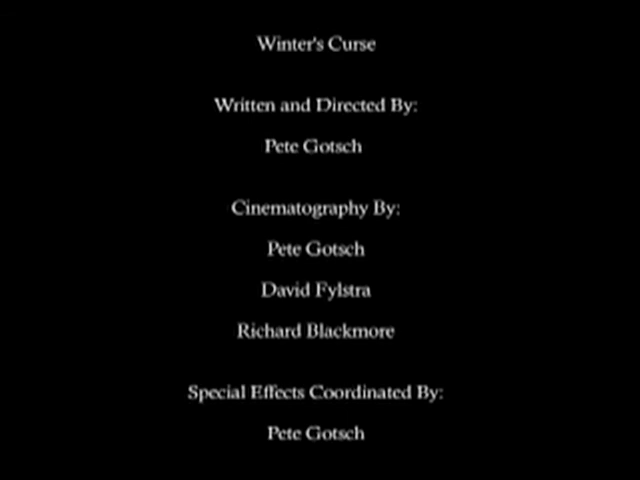 Winter's Curse
Written and Directed By:
Pete Gotsch
Cinematography By:
Pete Gotsch
David Fylstra
Richard Blackmore
Special Effects Coordinated By:
Pete Gotsch